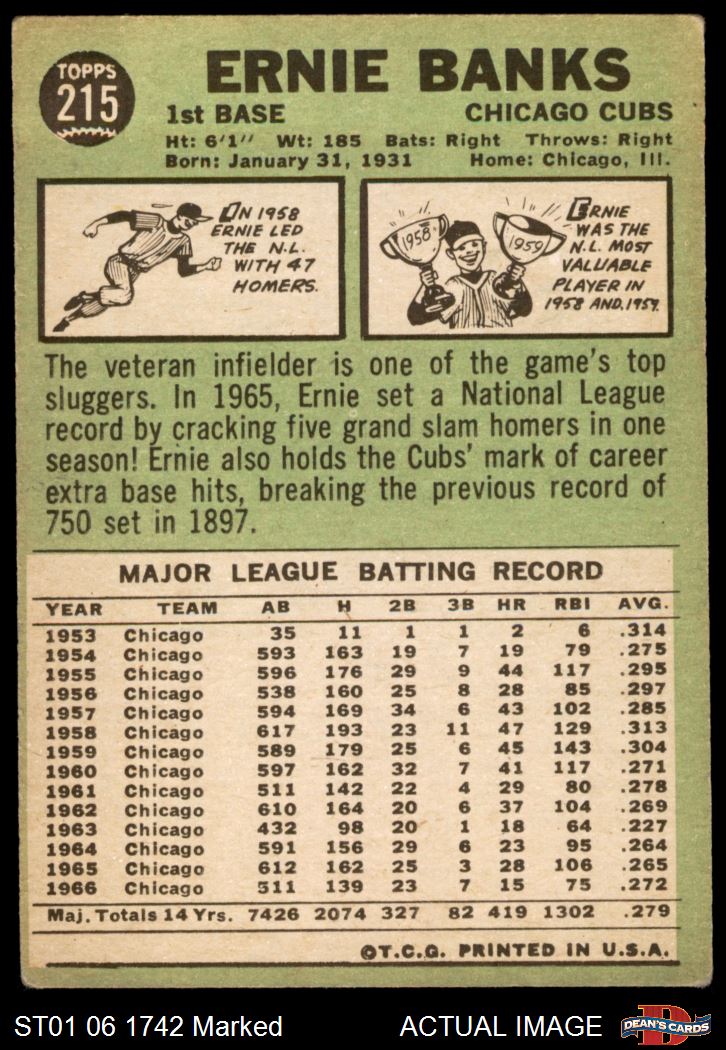 TOPPS
215
ERNIE BANKS
1st BASE CHICAGO CUBS
Ht: 6'1" Wt: 185 Bats: Right Throws: Right
Born: January 31, 1931 Home: Chicago, Ill.
IN 1958
ERNIE LED
THE N.L.
WITH 47
HOMERS.
1958
1959
ERNIE
WAS THE
N.L. MOST
VALUABLE
PLAYER IN
1958 AND 1959.
The veteran infielder is one of the game's top
sluggers. In 1965, Ernie set a National League
record by cracking five grand slam homers in one
season! Ernie also holds the Cubs' mark of career
extra base hits, breaking the previous record of
750 set in 1897.
MAJOR LEAGUE BATTING RECORD
YEAR TEAM AB H 2B 3B HR RBI AVG.
1953 Chicago 35 11 1 1 2 6 .314
1954 Chicago 593 163 19 7 19 79 .275
1955 Chicago 596 176 29 9 44 117 .295
1956 Chicago 538 160 25 8 28 85 .297
1957 Chicago 594 169 34 6 43 102 .285
1958 Chicago 617 193 23 11 47 129 .313
1959 Chicago 589 179 25 6 45 143 .304
1960 Chicago 597 162 32 7 41 117 .271
1961 Chicago 511 142 22 4 29 80 .278
1962 Chicago 610 164 20 6 37 104 .269
1963 Chicago 432 98 20 1 18 64 .227
1964 Chicago 591 156 29 6 23 95 .264
1965 Chicago 612 162 25 3 28 106 .265
1966 Chicago 511 139 23 7 15 75 .272
Maj. Totals 14 Yrs. 7426 2074 327 82 419 1302 .279
©T.C.G. PRINTED IN U.S.A.
ST01 06 1742 Marked ACTUAL IMAGE
D
DEAN'S CARDS